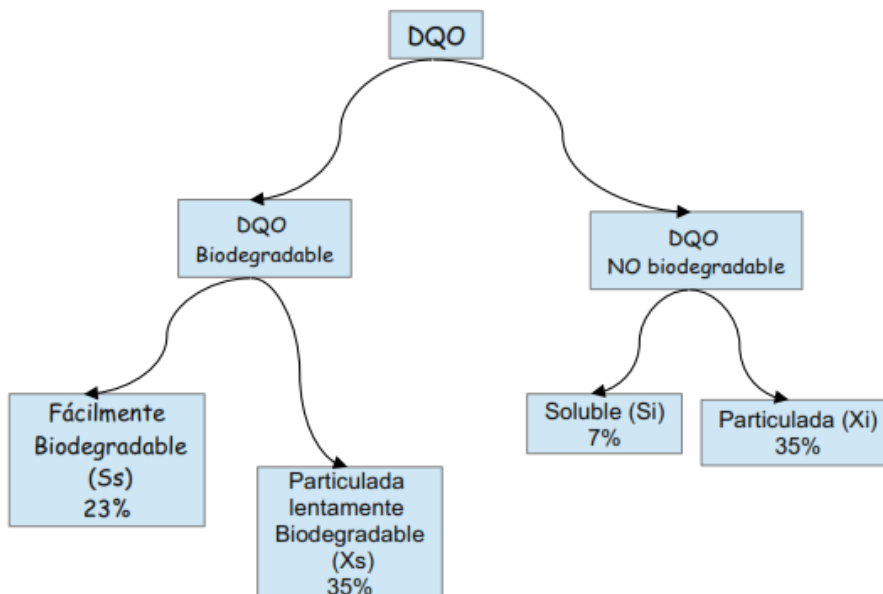 DQO
DQO
Biodegradable
DQO
NO biodegradable
Fácilmente
Biodegradable
(Ss)
23%
Particulada
lentamente
Biodegradable
(Xs)
35%
Soluble (Si)
7%
Particulada (Xi)
35%